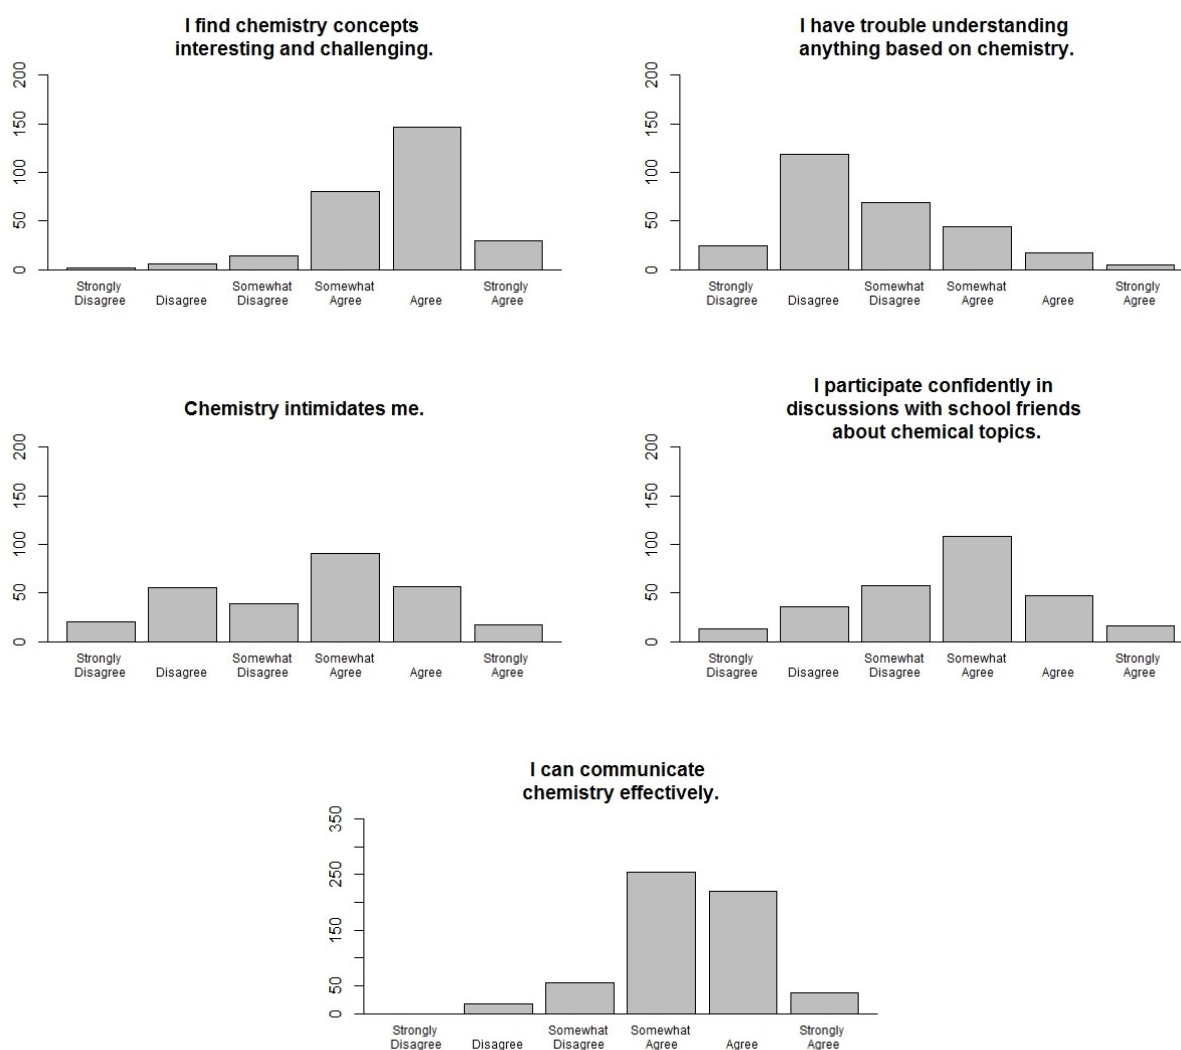 I find chemistry concepts
interesting and challenging.
200
150
100
50
0
Strongly
Disagree
Disagree
Somewhat
Disagree
Somewhat
Agree
Agree
Strongly
Agree
I have trouble understanding
anything based on chemistry.
200
150
100
50
0
Strongly
Disagree
Disagree
Somewhat
Disagree
Somewhat
Agree
Agree
Strongly
Agree
Chemistry intimidates me.
200
150
100
50
0
Strongly
Disagree
Disagree
Somewhat
Disagree
Somewhat
Agree
Agree
Strongly
Agree
I participate confidently in
discussions with school friends
about chemical topics.
200
150
100
50
0
Strongly
Disagree
Disagree
Somewhat
Disagree
Somewhat
Agree
Agree
Strongly
Agree
I can communicate
chemistry effectively.
350
250
150
50
0
Strongly
Disagree
Disagree
Somewhat
Disagree
Somewhat
Agree
Agree
Strongly
Agree